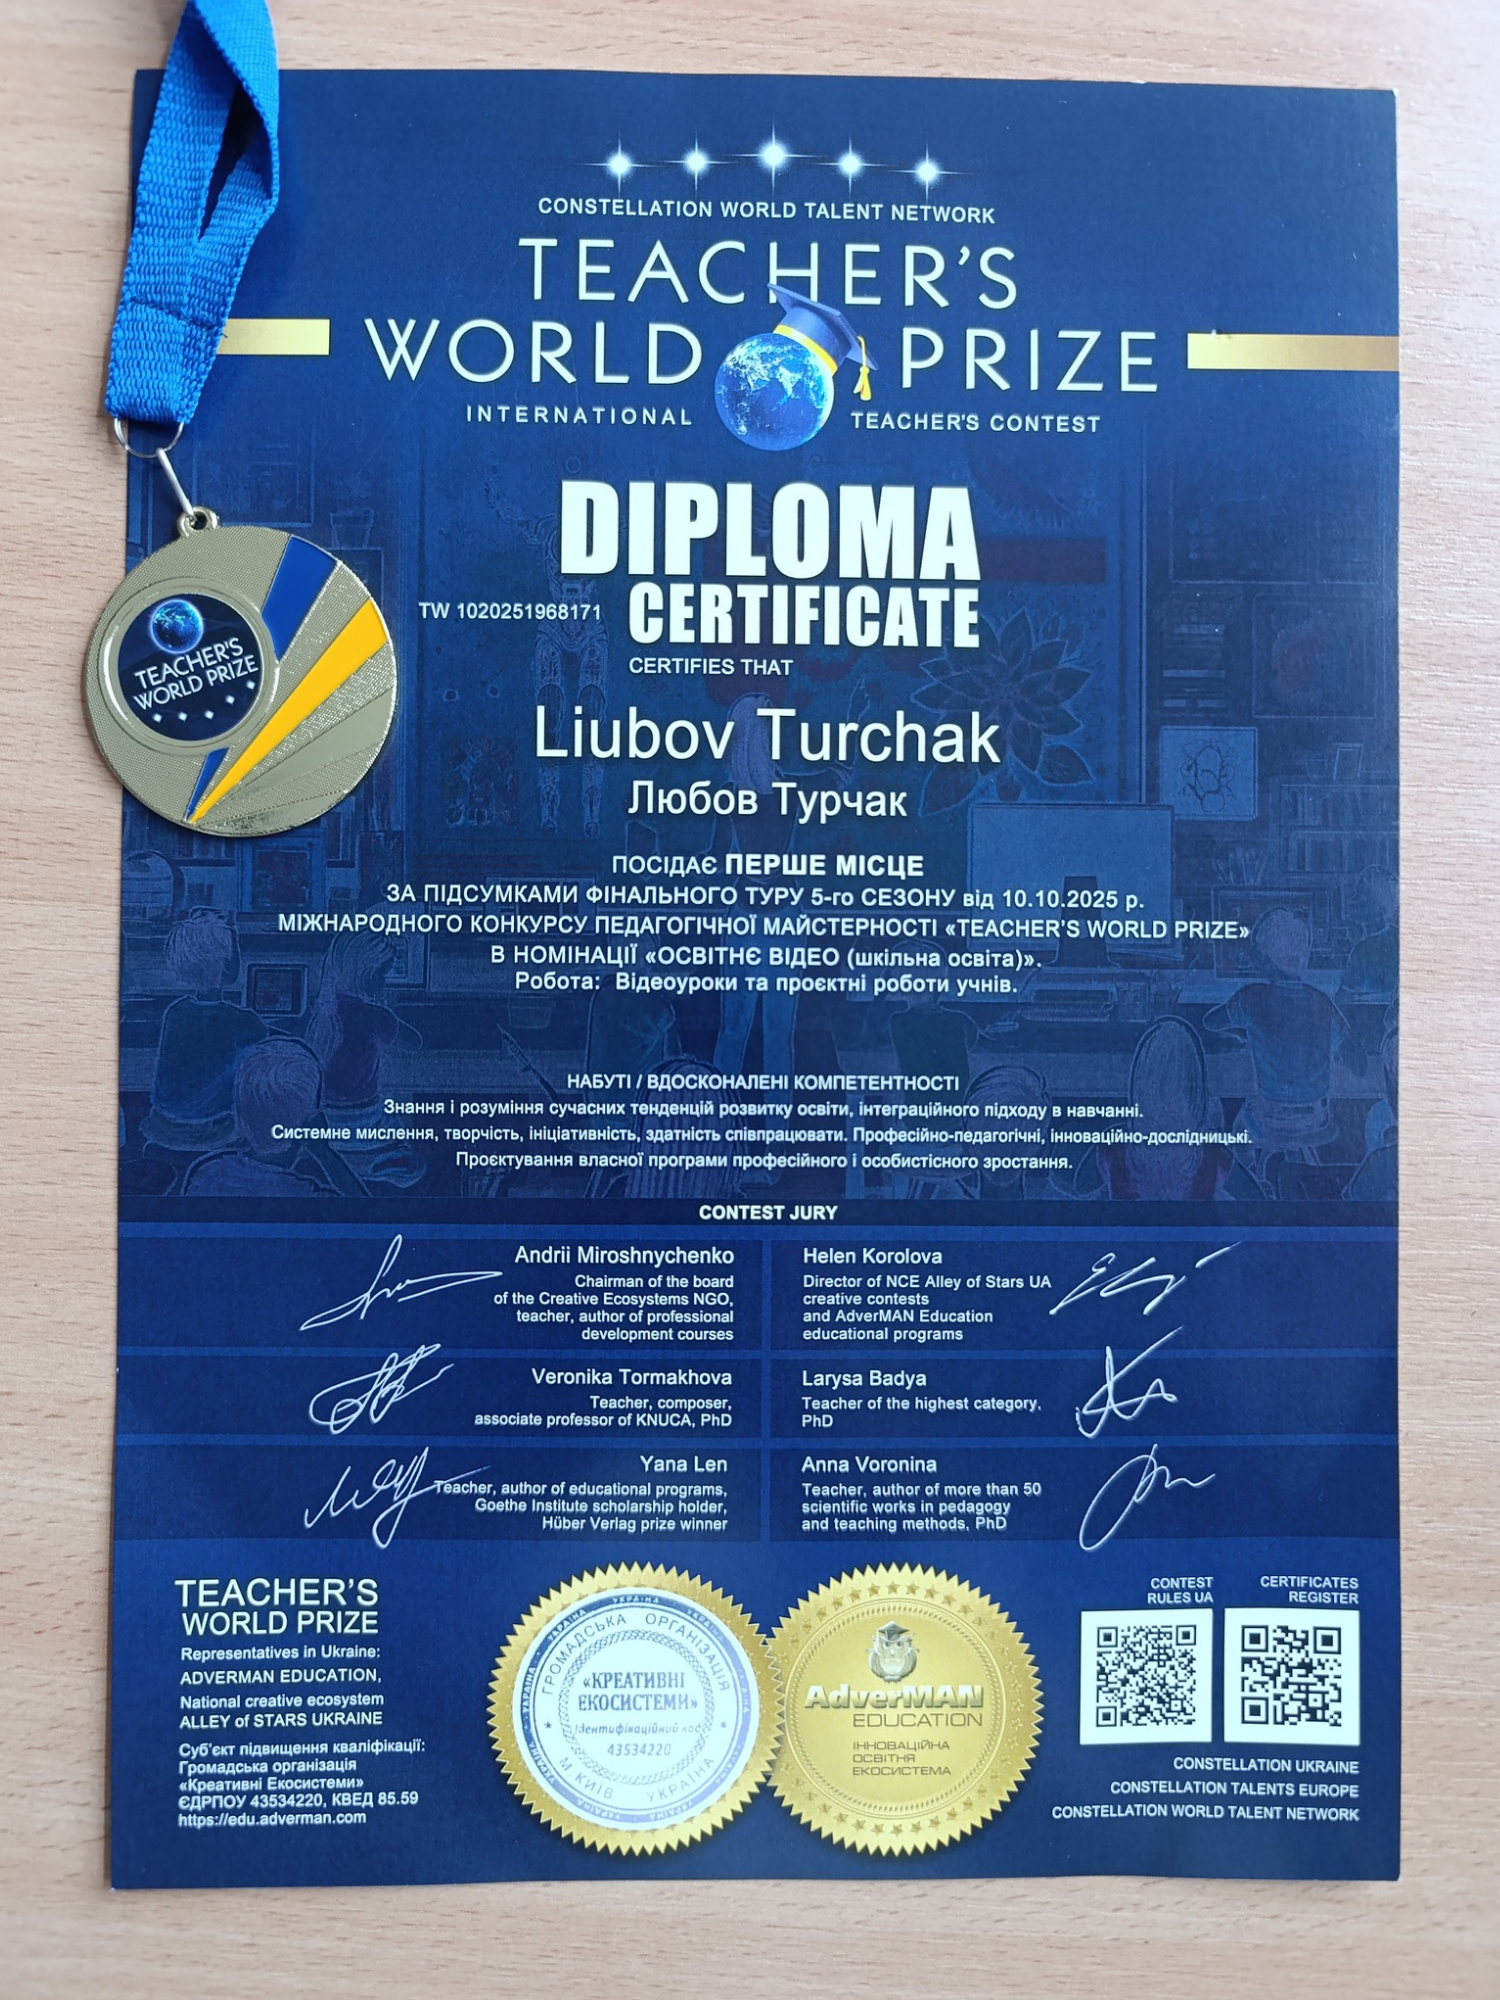 CONSTELLATION WORLD TALENT NETWORK
TEACHER'S
WORLD PRIZE
INTERNATIONAL TEACHER'S CONTEST
DIPLOMA
TW 1020251968171 CERTIFICATE
CERTIFIES THAT
TEACHER'S
WORLD PRIZE
Liubov Turchak
Любов Турчак
ПОСІДАЄ ПЕРШЕ МІСЦЕ
ЗА ПІДСУМКАМИ ФІНАЛЬНОГО ТУРУ 5-го СЕЗОНУ від 10.10.2025 р.
МІЖНАРОДНОГО КОНКУРСУ ПЕДАГОГІЧНОЇ МАЙСТЕРНОСТІ «TEACHER'S WORLD PRIZE»
В НОМІНАЦІЇ «ОСВІТНЄ ВІДЕО (шкільна освіта)».
Робота: Відеоуроки та проєктні роботи учнів.
НАБУТІ / ВДОСКОНАЛЕНІ КОМПЕТЕНТНОСТІ
Знання і розуміння сучасних тенденцій розвитку освіти, інтеграційного підходу в навчанні.
Системне мислення, творчість, ініціативність, здатність співпрацювати. Професійно-педагогічні, інноваційно-дослідницькі.
Проєктування власної програми професійного і особистісного зростання.
CONTEST JURY
Andrii Miroshnychenko
Chairman of the board
of the Creative Ecosystems NGO,
teacher, author of professional
development courses
Helen Korolova
Director of NCE Alley of Stars UA
creative contests
and AdverMAN Education
educational programs
Veronika Tormakhova
Teacher, composer,
associate professor of KNUCA, PhD
Larysa Badya
Teacher of the highest category,
PhD
Yana Len
Teacher, author of educational programs,
Goethe Institute scholarship holder,
Hüber Verlag prize winner
Anna Voronina
Teacher, author of more than 50
scientific works in pedagogy
and teaching methods, PhD
TEACHER'S
WORLD PRIZE
Representatives in Ukraine:
ADVERMAN EDUCATION,
National creative ecosystem
ALLEY of STARS UKRAINE
Суб'єкт підвищення кваліфікації:
Громадська організація
«Креативні Екосистеми»
ЄДРПОУ 43534220, КВЕД 85.59
https://edu.adverman.com
УКРАЇНА УКРАЇНА УКРАЇНА
ГРОМАДСЬКА ОРГАНІЗАЦІЯ
«КРЕАТИВНІ
ЕКОСИСТЕМИ»
Ідентифікаційний код
43534220
М.КИЇВ УКРАЇНА
AdverMAN
EDUCATION
ІННОВАЦІЙНА
ОСВІТНЯ
ЕКОСИСТЕМА
CONTEST
RULES UA
CERTIFICATES
REGISTER
CONSTELLATION UKRAINE
CONSTELLATION TALENTS EUROPE
CONSTELLATION WORLD TALENT NETWORK